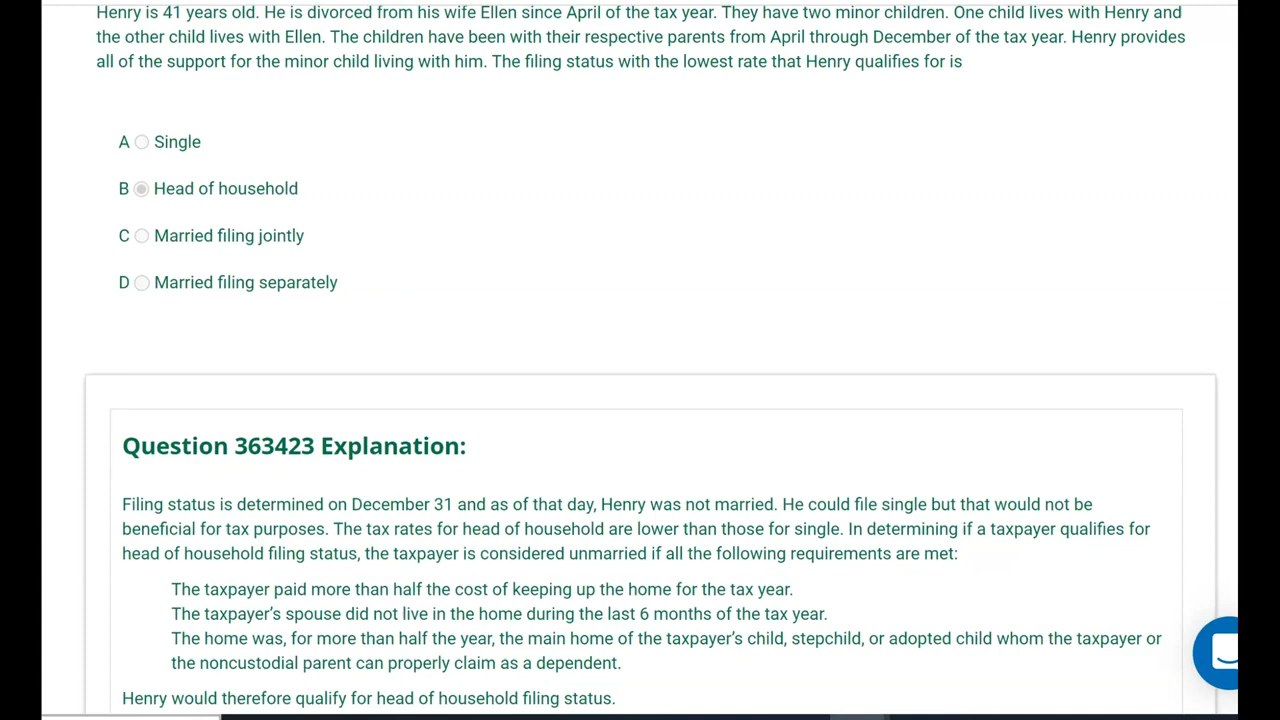 Henry is 41 years old. He is divorced from his wife Ellen since April of the tax year. They have two minor children. One child lives with Henry and
the other child lives with Ellen. The children have been with their respective parents from April through December of the tax year. Henry provides
all of the support for the minor child living with him. The filing status with the lowest rate that Henry qualifies for is
A Single
B Head of household
C Married filing jointly
D Married filing separately
Question 363423 Explanation:
Filing status is determined on December 31 and as of that day, Henry was not married. He could file single but that would not be
beneficial for tax purposes. The tax rates for head of household are lower than those for single. In determining if a taxpayer qualifies for
head of household filing status, the taxpayer is considered unmarried if all the following requirements are met:
The taxpayer paid more than half the cost of keeping up the home for the tax year.
The taxpayer’s spouse did not live in the home during the last 6 months of the tax year.
The home was, for more than half the year, the main home of the taxpayer’s child, stepchild, or adopted child whom the taxpayer or
the noncustodial parent can properly claim as a dependent.
Henry would therefore qualify for head of household filing status.